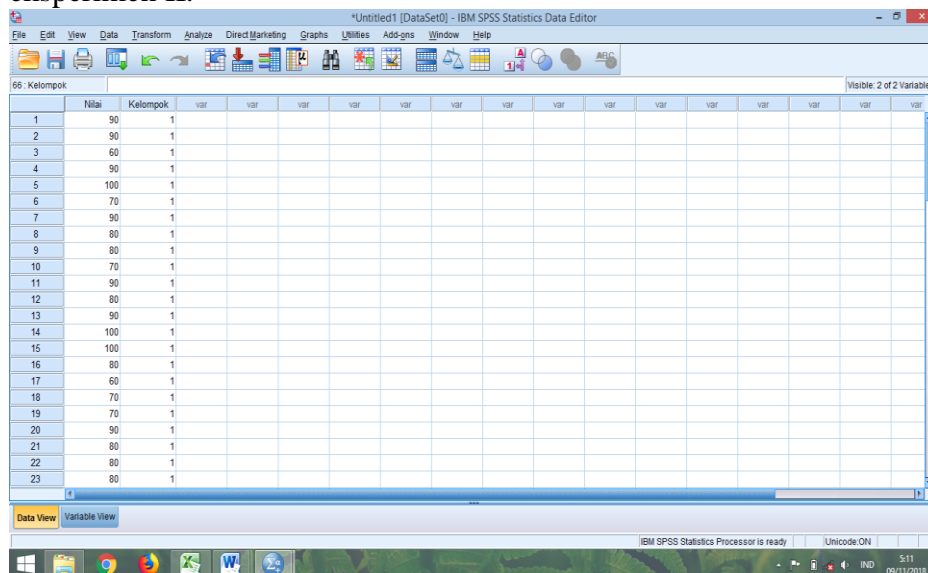 eksperimen II.
*Untitled1 [DataSet0] - IBM SPSS Statistics Data Editor
File Edit View Data Transform Analyze Direct Marketing Graphs Utilities Add-ons Window Help
66 : Kelompok Visible: 2 of 2 Variable
Nilai Kelompok var var var var var var var var var var var var var var
1 90 1
2 90 1
3 60 1
4 90 1
5 100 1
6 70 1
7 90 1
8 80 1
9 80 1
10 70 1
11 90 1
12 80 1
13 90 1
14 100 1
15 100 1
16 80 1
17 60 1
18 70 1
19 70 1
20 90 1
21 80 1
22 80 1
23 80 1
Data View Variable View
IBM SPSS Statistics Processor is ready Unicode:ON
IND 5:11
09/11/2018